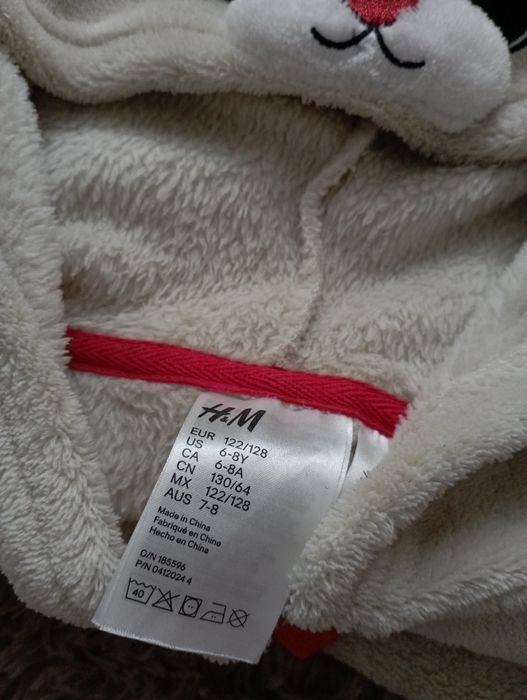 H&M
EUR 122/128
US 6-8Y
CA 6-8A
CN 130/64
MX 122/128
AUS 7-8
Made in China
Fabriqué en Chine
Hecho en China
O/N 185596
P/N 0412024 4
40